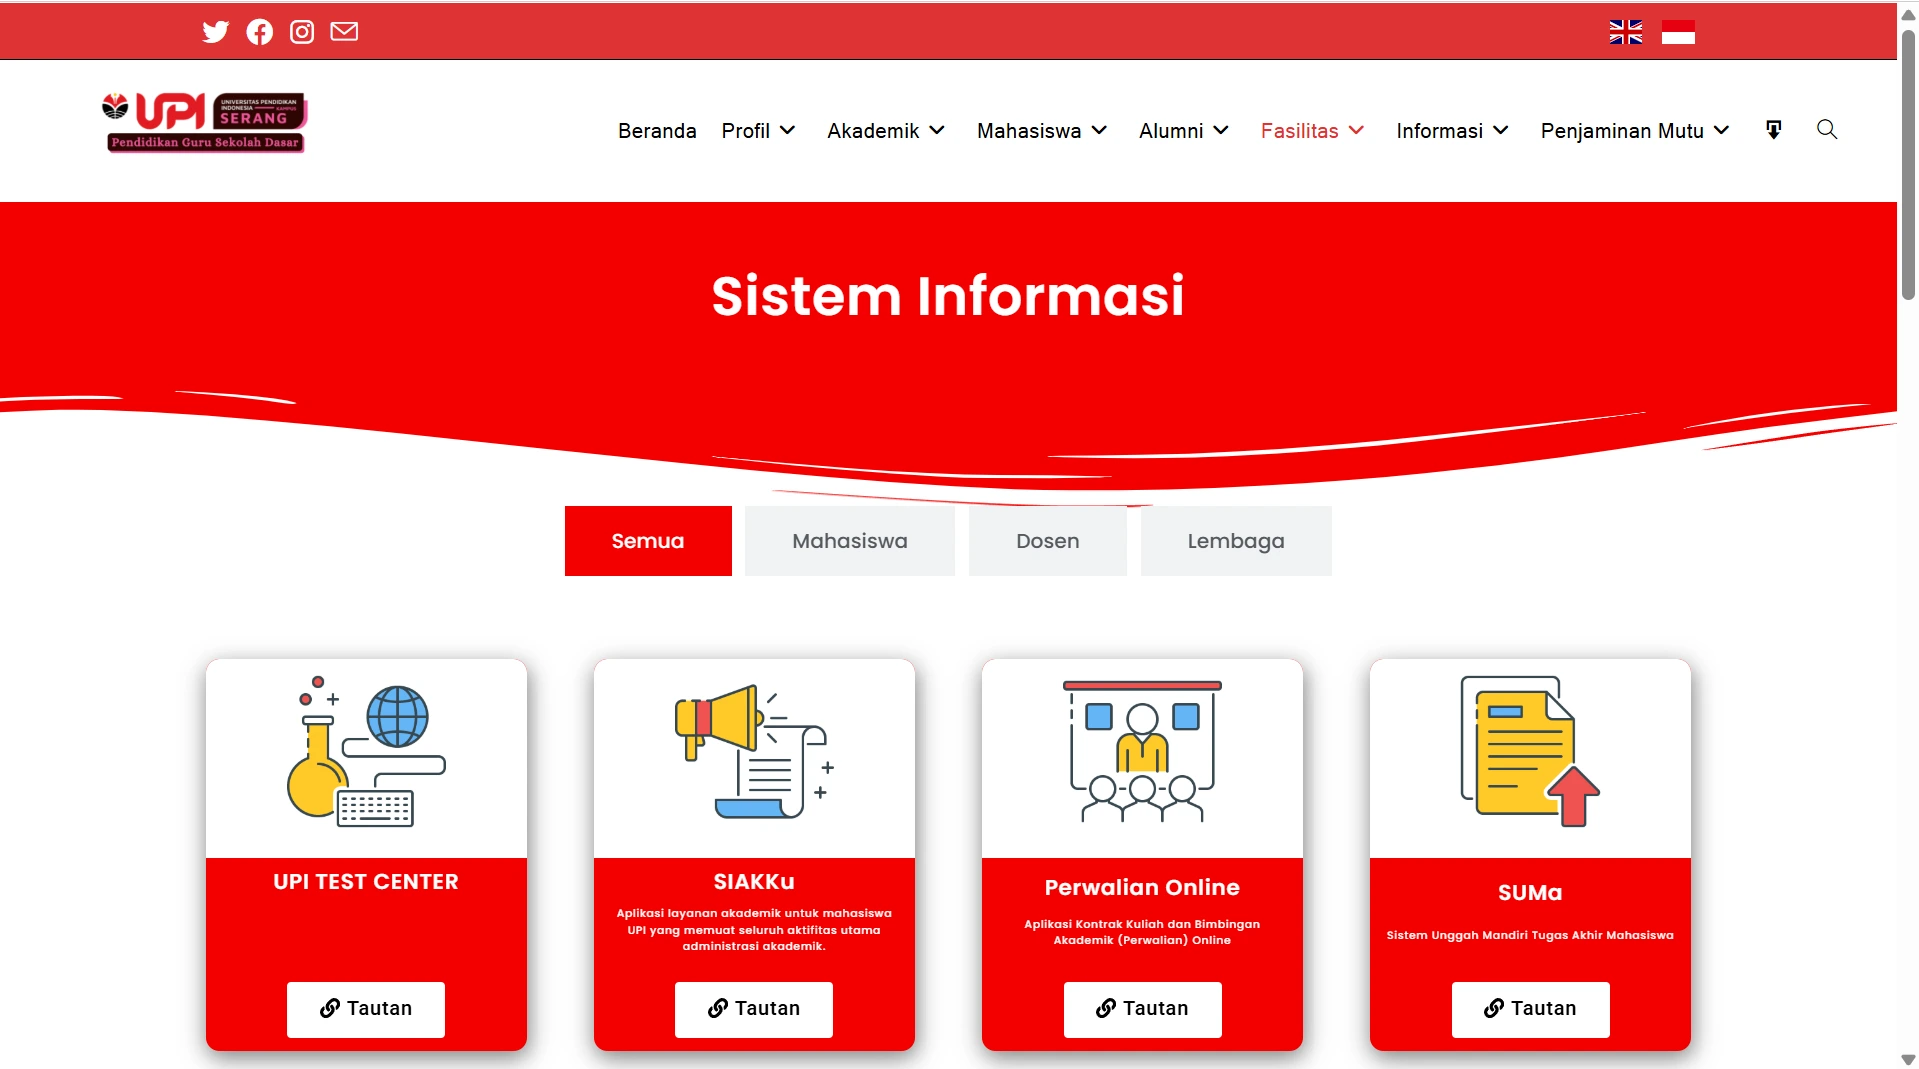 UPI
UNIVERSITAS PENDIDIKAN
INDONESIA KAMPUS
SERANG
Pendidikan Guru Sekolah Dasar
Beranda Profil Akademik Mahasiswa Alumni Fasilitas Informasi Penjaminan Mutu
Sistem Informasi
Semua Mahasiswa Dosen Lembaga
UPI TEST CENTER
Tautan
SIAKKu
Aplikasi layanan akademik untuk mahasiswa
UPI yang memuat seluruh aktifitas utama
administrasi akademik.
Tautan
Perwalian Online
Aplikasi Kontrak Kuliah dan Bimbingan
Akademik (Perwalian) Online
Tautan
SUMa
Sistem Unggah Mandiri Tugas Akhir Mahasiswa
Tautan